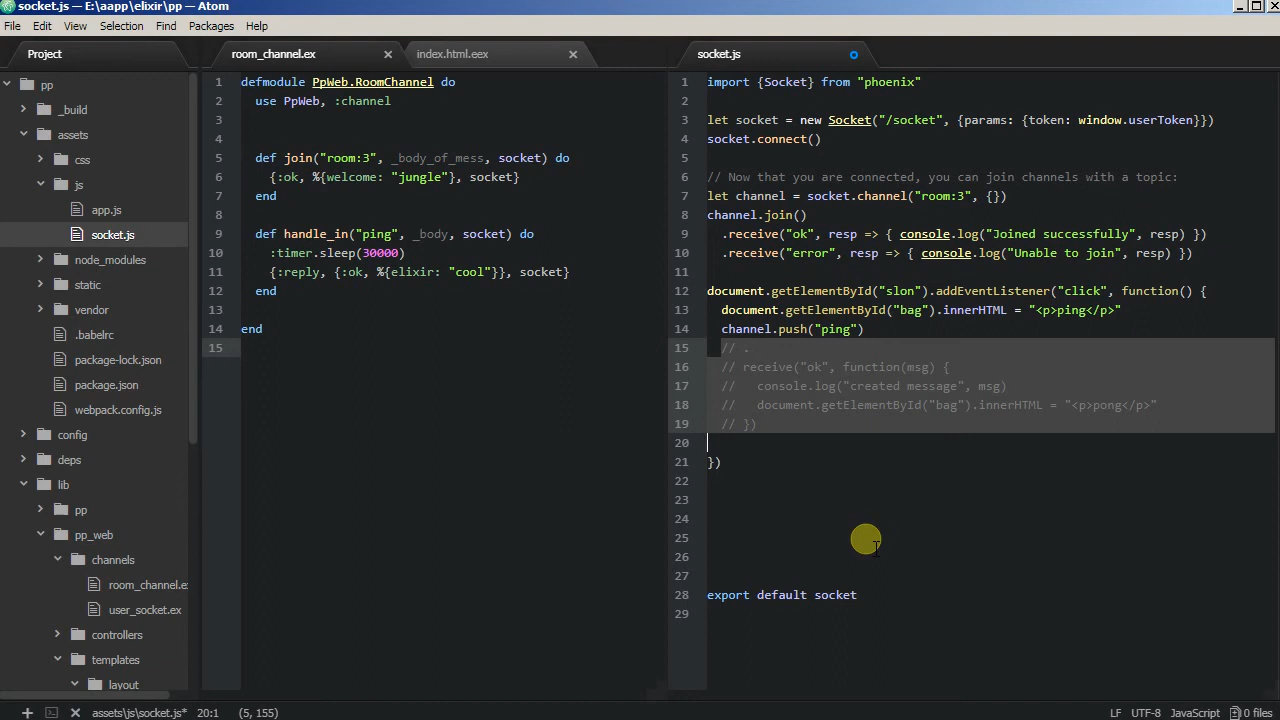 socket.js — E:\aapp\elixir\pp — Atom
File Edit View Selection Find Packages Help
Project
room_channel.ex
index.html.eex
socket.js
pp
_build
assets
css
js
app.js
socket.js
node_modules
static
vendor
.babelrc
package-lock.json
package.json
webpack.config.js
config
deps
lib
pp
pp_web
channels
room_channel.ex
user_socket.ex
controllers
templates
layout
1 defmodule PpWeb.RoomChannel do
2 use PpWeb, :channel
3
4
5 def join("room:3", _body_of_mess, socket) do
6 {:ok, %{welcome: "jungle"}, socket}
7 end
8
9 def handle_in("ping", _body, socket) do
10 :timer.sleep(30000)
11 {:reply, {:ok, %{elixir: "cool"}}, socket}
12 end
13
14 end
15
1 import {Socket} from "phoenix"
2
3 let socket = new Socket("/socket", {params: {token: window.userToken}})
4 socket.connect()
5
6 // Now that you are connected, you can join channels with a topic:
7 let channel = socket.channel("room:3", {})
8 channel.join()
9 .receive("ok", resp => { console.log("Joined successfully", resp) })
10 .receive("error", resp => { console.log("Unable to join", resp) })
11
12 document.getElementById("slon").addEventListener("click", function() {
13 document.getElementById("bag").innerHTML = "<p>ping</p>"
14 channel.push("ping")
15 // .
16 // receive("ok", function(msg) {
17 // console.log("created message", msg)
18 // document.getElementById("bag").innerHTML = "<p>pong</p>"
19 // })
20
21 })
22
23
24
25
26
27
28 export default socket
29
assets\js\socket.js* 20:1 (5, 155)
LF UTF-8 JavaScript 0 files